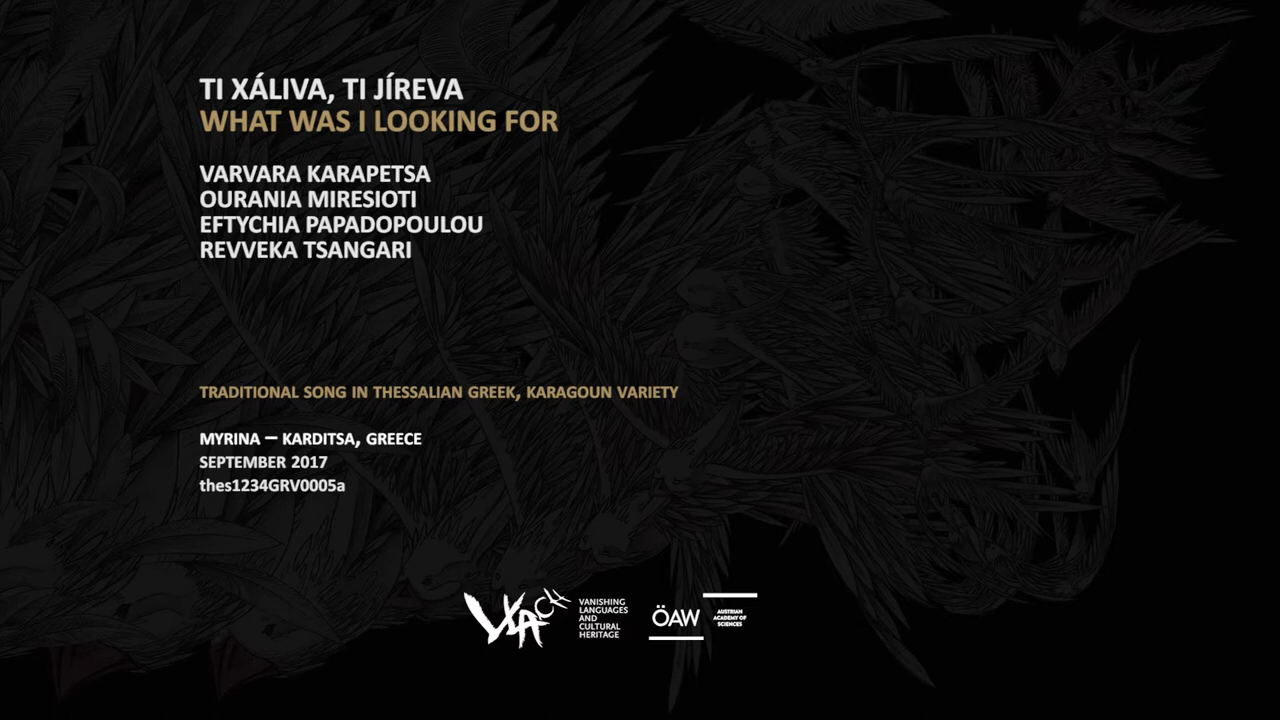 TI XÁLIVA, TI JÍREVA
WHAT WAS I LOOKING FOR
VARVARA KARAPETSA
OURANIA MIRESIOTI
EFTYCHIA PAPADOPOULOU
REVVEKA TSANGARI
TRADITIONAL SONG IN THESSALIAN GREEK, KARAGOUN VARIETY
MYRINA – KARDITSA, GREECE
SEPTEMBER 2017
thes1234GRV0005a
VLACH
VANISHING
LANGUAGES
AND
CULTURAL
HERITAGE
ÖAW
AUSTRIAN
ACADEMY OF
SCIENCES